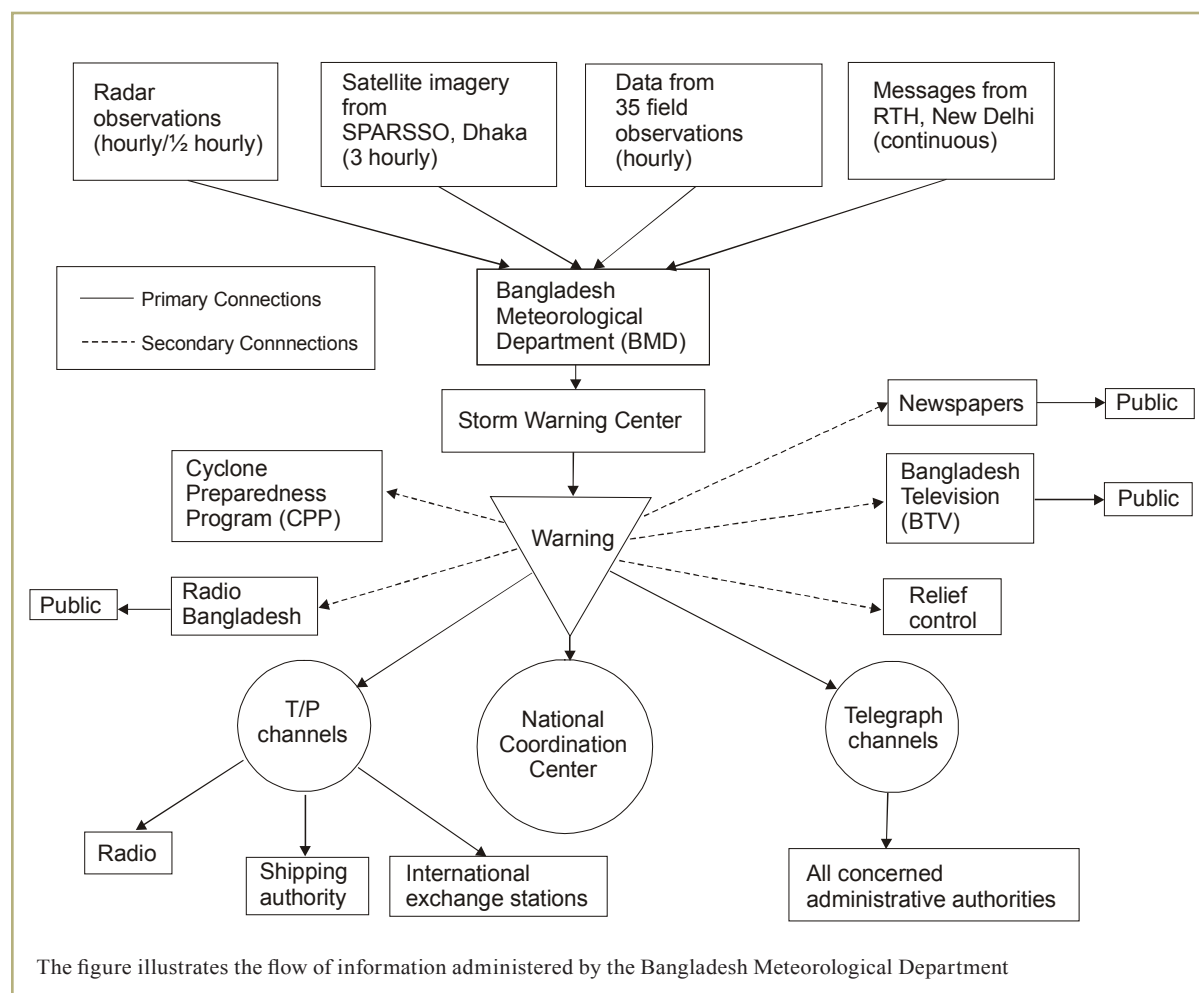 Radar
observations
(hourly/½ hourly)
Satellite imagery
from
SPARSSO, Dhaka
(3 hourly)
Data from
35 field
observations
(hourly)
Messages from
RTH, New Delhi
(continuous)
Primary Connections
Secondary Connnections
Bangladesh
Meteorological
Department (BMD)
Storm Warning Center
Newspapers
Public
Cyclone
Preparedness
Program (CPP)
Bangladesh
Television
(BTV)
Public
Warning
Public
Radio
Bangladesh
Relief
control
T/P
channels
National
Coordination
Center
Telegraph
channels
Radio
Shipping
authority
International
exchange stations
All concerned
administrative authorities
The figure illustrates the flow of information administered by the Bangladesh Meteorological Department